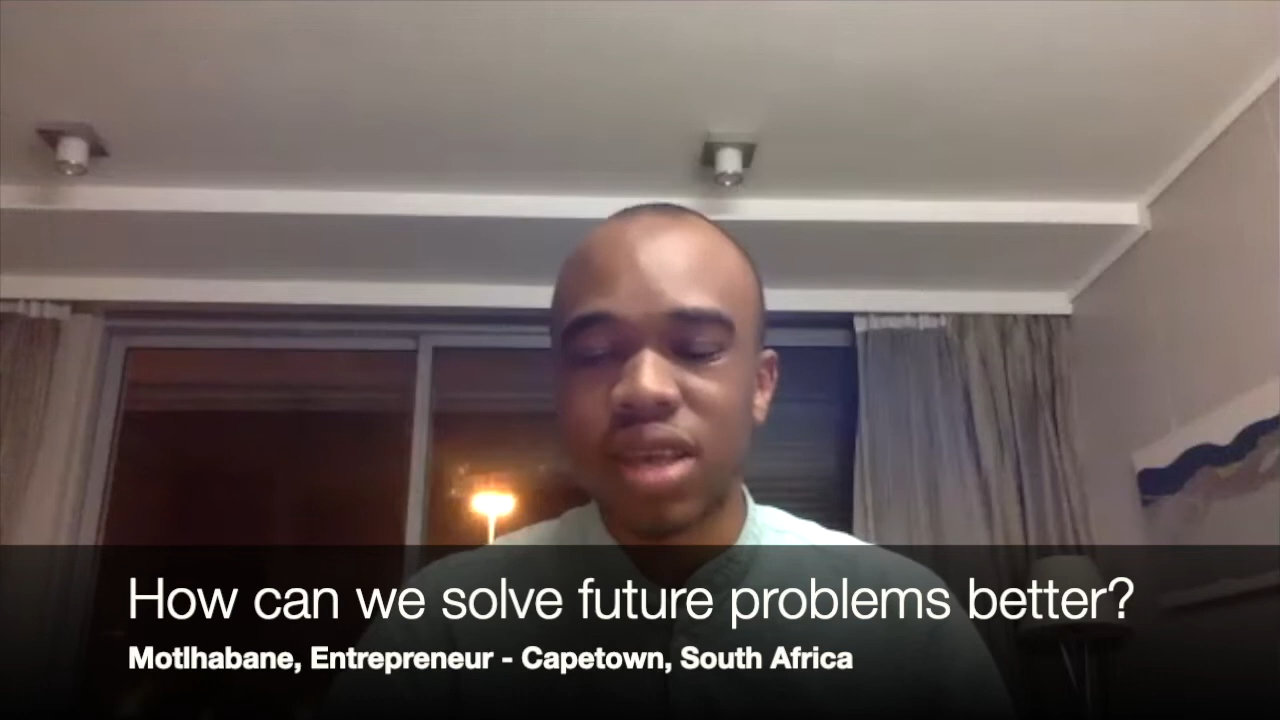 How can we solve future problems better?
Motlhabane, Entrepreneur - Capetown, South Africa